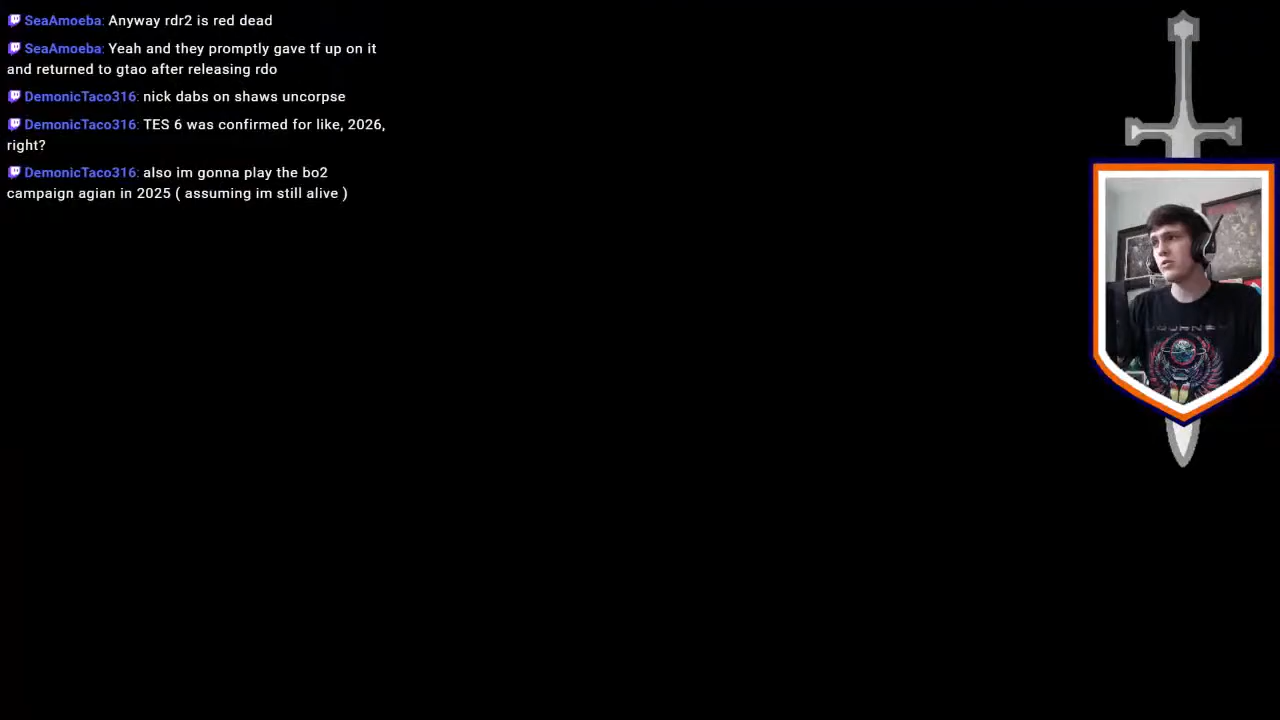 SeaAmoeba: Anyway rdr2 is red dead
SeaAmoeba: Yeah and they promptly gave tf up on it
and returned to gtao after releasing rdo
DemonicTaco316: nick dabs on shaws uncorpse
DemonicTaco316: TES 6 was confirmed for like, 2026,
right?
DemonicTaco316: also im gonna play the bo2
campaign agian in 2025 ( assuming im still alive )